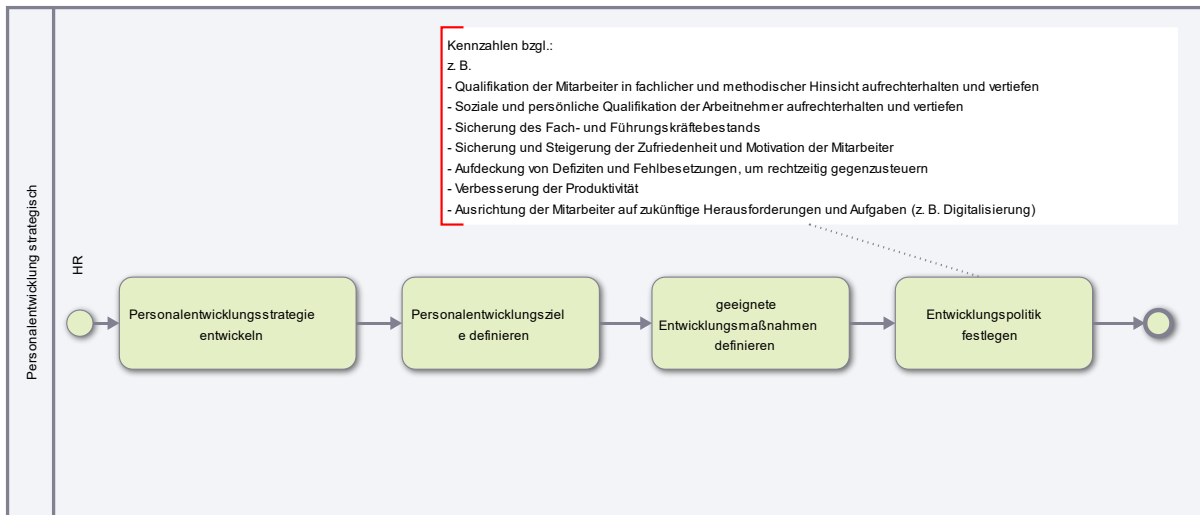 Personalentwicklung strategisch
HR
Kennzahlen bzgl.:
z. B.
- Qualifikation der Mitarbeiter in fachlicher und methodischer Hinsicht aufrechterhalten und vertiefen
- Soziale und persönliche Qualifikation der Arbeitnehmer aufrechterhalten und vertiefen
- Sicherung des Fach- und Führungskräftebestands
- Sicherung und Steigerung der Zufriedenheit und Motivation der Mitarbeiter
- Aufdeckung von Defiziten und Fehlbesetzungen, um rechtzeitig gegenzusteuern
- Verbesserung der Produktivität
- Ausrichtung der Mitarbeiter auf zukünftige Herausforderungen und Aufgaben (z. B. Digitalisierung)
Personalentwicklungsstrategie
entwickeln
Personalentwicklungsziel
e definieren
geeignete
Entwicklungsmaßnahmen
definieren
Entwicklungspolitik
festlegen